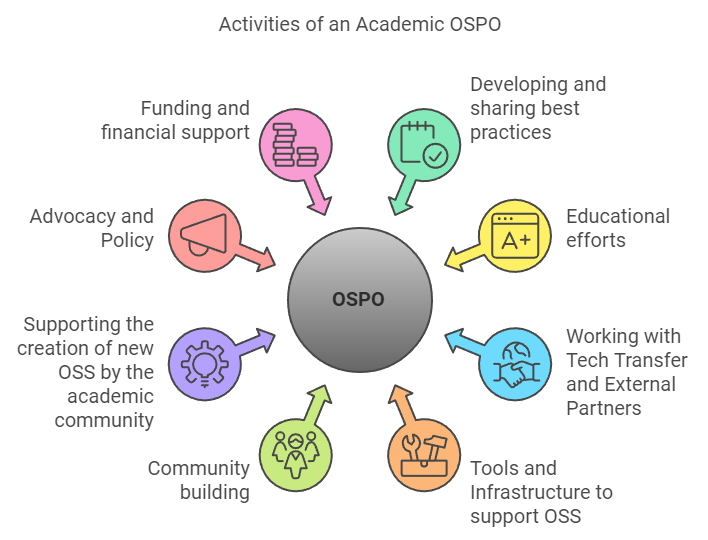 Activities of an Academic OSPO
Funding and
financial support
Developing and
sharing best
practices
Advocacy and
Policy
Educational
efforts
A+
OSPO
Supporting the
creation of new
OSS by the
academic
community
Working with
Tech Transfer
and External
Partners
Community
building
Tools and
Infrastructure to
support OSS